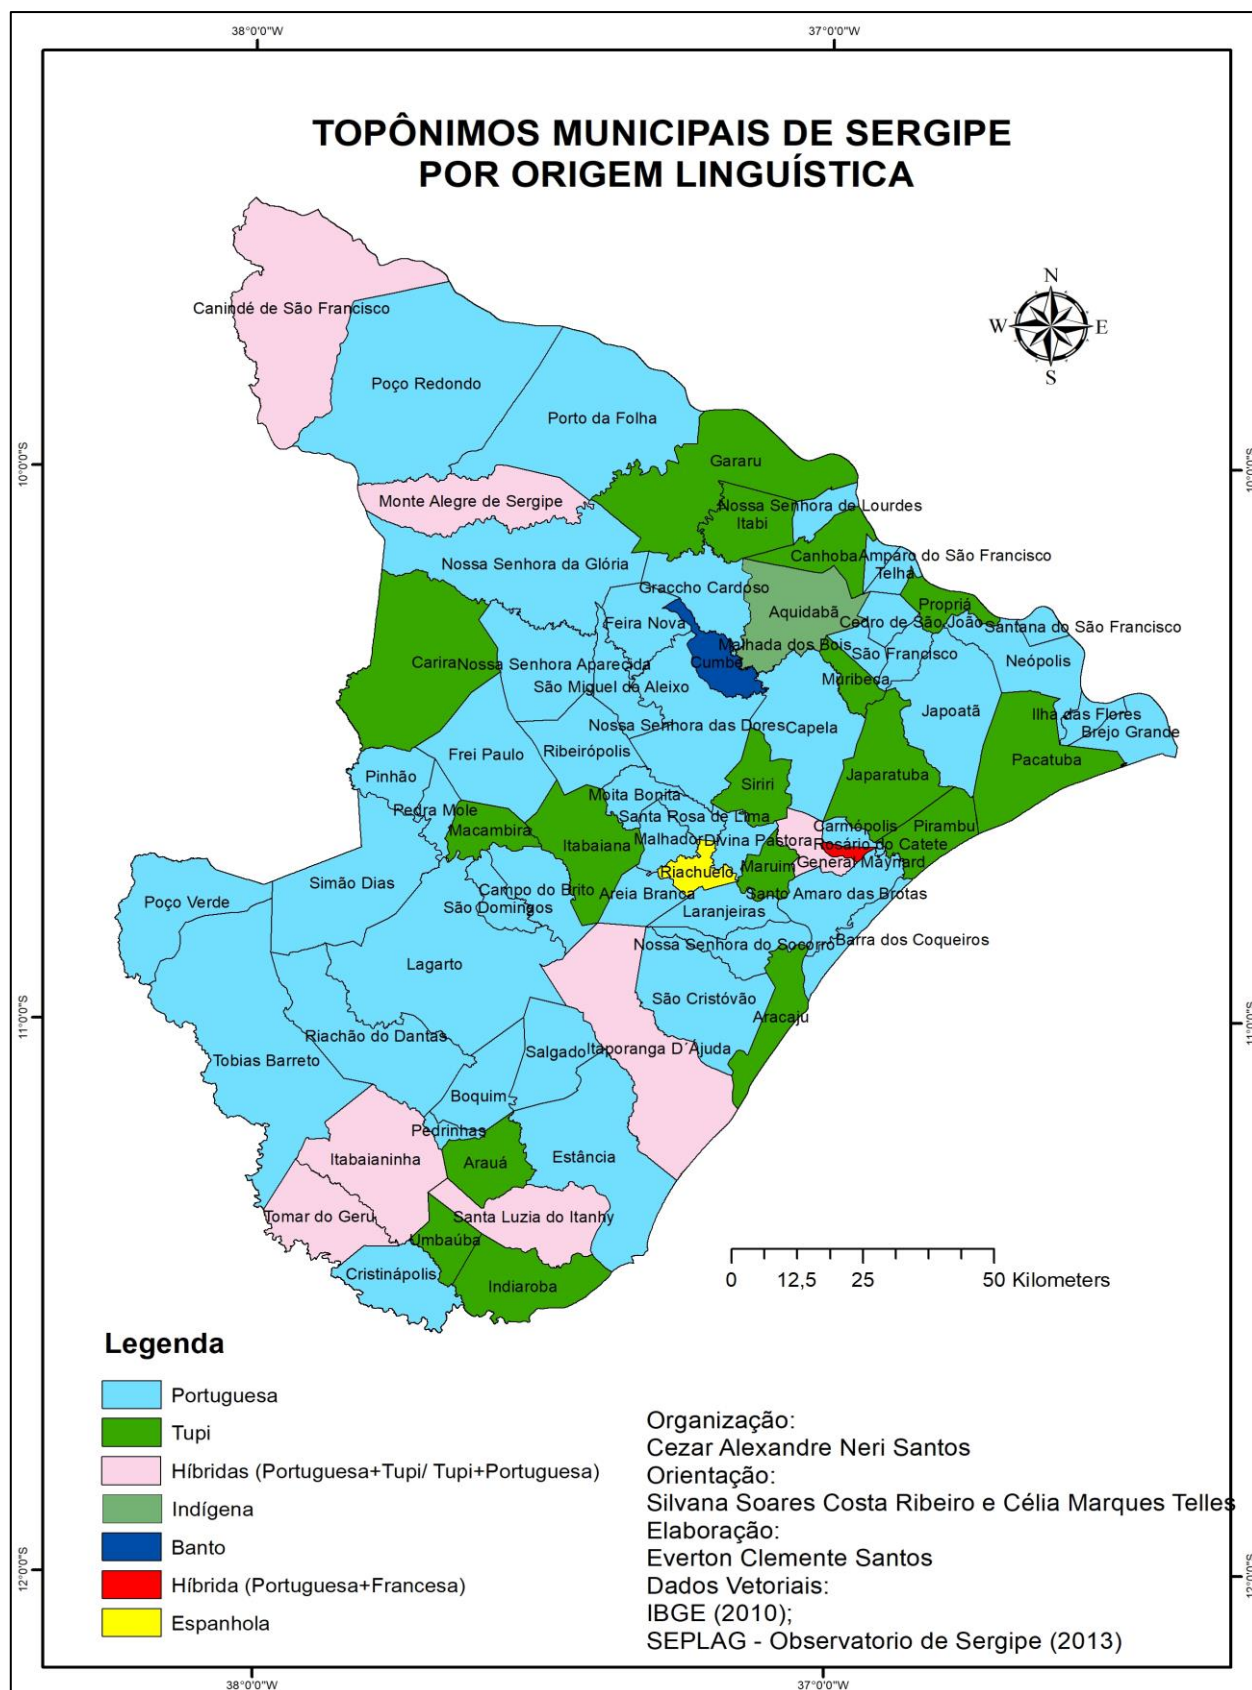 38°0'0"W
37°0'0"W
TOPÔNIMOS MUNICIPAIS DE SERGIPE
POR ORIGEM LINGUÍSTICA
N
W
E
S
10°0'0"S
10°0'0"S
Canindé de São Francisco
Poço Redondo
Porto da Folha
Gararu
Monte Alegre de Sergipe
Nossa Senhora de Lourdes
Itabi
Canhoba
Amparo do São Francisco
Nossa Senhora da Glória
Telha
Graccho Cardoso
Propriá
Aquidabã
Feira Nova
Cedro de São João
Santana do São Francisco
Malhada dos Bois
São Francisco
Neópolis
Carira
Nossa Senhora Aparecida
Cumbe
Muribeca
São Miguel do Aleixo
Japoatã
Ilha das Flores
Nossa Senhora das Dores
Capela
Brejo Grande
Frei Paulo
Ribeirópolis
Pacatuba
Pinhão
Japaratuba
Siriri
Moita Bonita
Pedra Mole
Santa Rosa de Lima
Carmópolis
Pirambu
Macambira
Itabaiana
Malhador
Divina Pastora
Rosário do Catete
General Maynard
Riachuelo
Maruim
Simão Dias
Campo do Brito
Areia Branca
Santo Amaro das Brotas
Poço Verde
São Domingos
Laranjeiras
Nossa Senhora do Socorro
Barra dos Coqueiros
Lagarto
São Cristóvão
Aracaju
11°0'0"S
11°0'0"S
Riachão do Dantas
Tobias Barreto
Salgado
Itaporanga D´Ajuda
Boquim
Pedrinhas
Itabaianinha
Arauá
Estância
Tomar do Geru
Santa Luzia do Itanhy
Umbaúba
Cristinápolis
Indiaroba
0
12,5
25
50 Kilometers
Legenda
Portuguesa
Tupi
Híbridas (Portuguesa+Tupi/ Tupi+Portuguesa)
Indígena
Banto
Híbrida (Portuguesa+Francesa)
Espanhola
Organização:
Cezar Alexandre Neri Santos
Orientação:
Silvana Soares Costa Ribeiro e Célia Marques Telles
Elaboração:
Everton Clemente Santos
Dados Vetoriais:
IBGE (2010);
SEPLAG - Observatorio de Sergipe (2013)
12°0'0"S
12°0'0"S
38°0'0"W
37°0'0"W